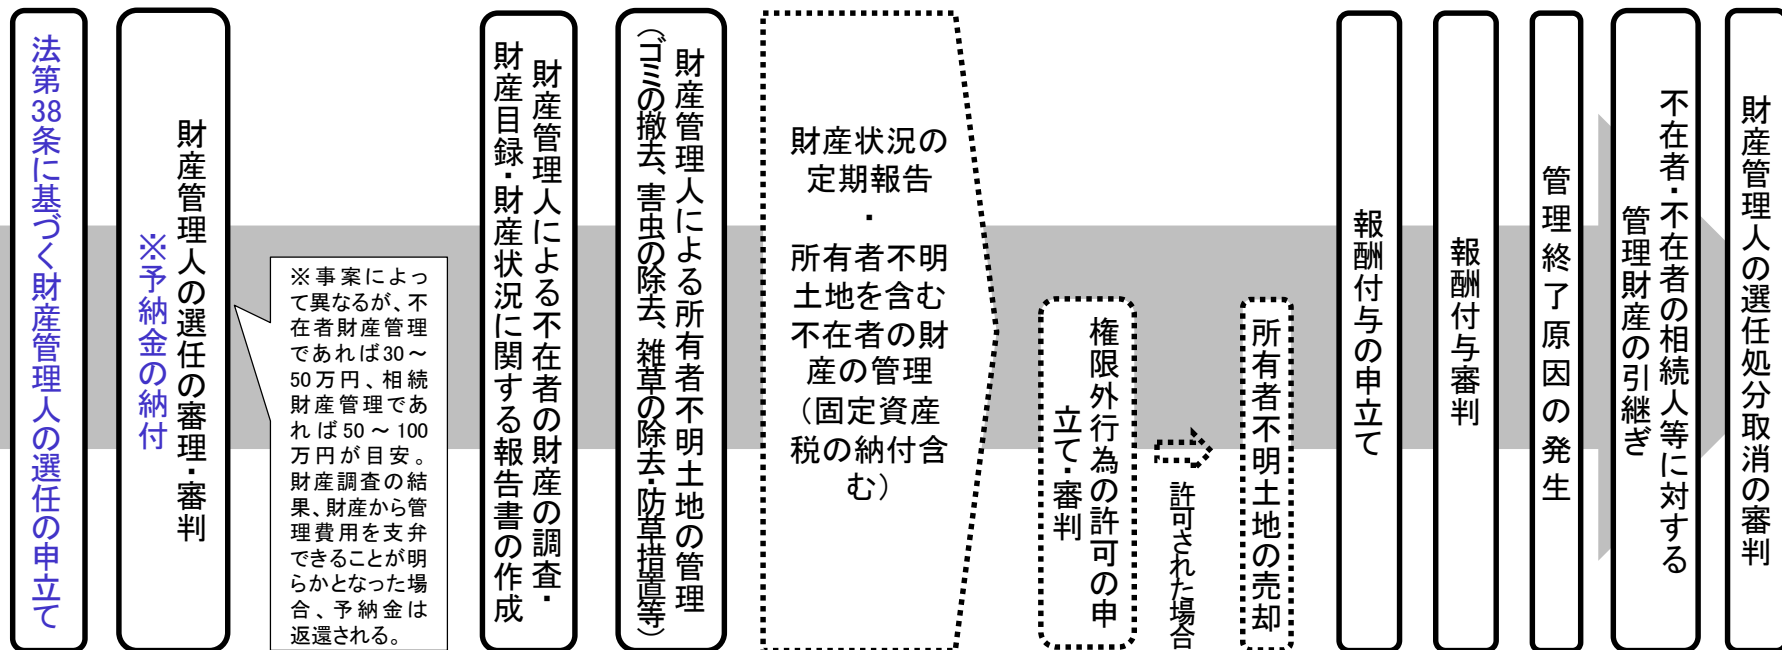 法第38条に基づく財産管理人の選任の申立て
財産管理人の選任の審理・審判
※予納金の納付
※事案によっ
て異なるが、不
在者財産管理
であれば30～
50万円、相続
財産管理であ
れば50～100
万円が目安。
財産調査の結
果、財産から管
理費用を支弁
できることが明
らかとなった場
合、予納金は
返還される。
財産管理人による不在者の財産の調査・
財産目録・財産状況に関する報告書の作成
財産管理人による所有者不明土地の管理
（ゴミの撤去、害虫の除去、雑草の除去・防草措置等）
財産状況の
定期報告
・
所有者不明
土地を含む
不在者の財
産の管理
（固定資産
税の納付含
む）
権限外行為の許可の申
立て・審判
許可された場合
所有者不明土地の売却
報酬付与の申立て
報酬付与審判
管理終了原因の発生
不在者・不在者の相続人等に対する
管理財産の引継ぎ
財産管理人の選任処分取消の審判